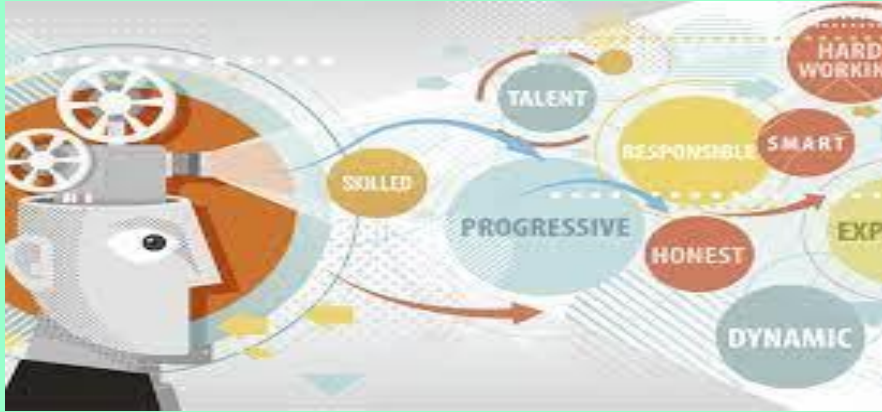 HARD
WORKIN
TALENT
RESPONSIBLE
SMART
SKILLED
PROGRESSIVE
HONEST
EXP
DYNAMIC